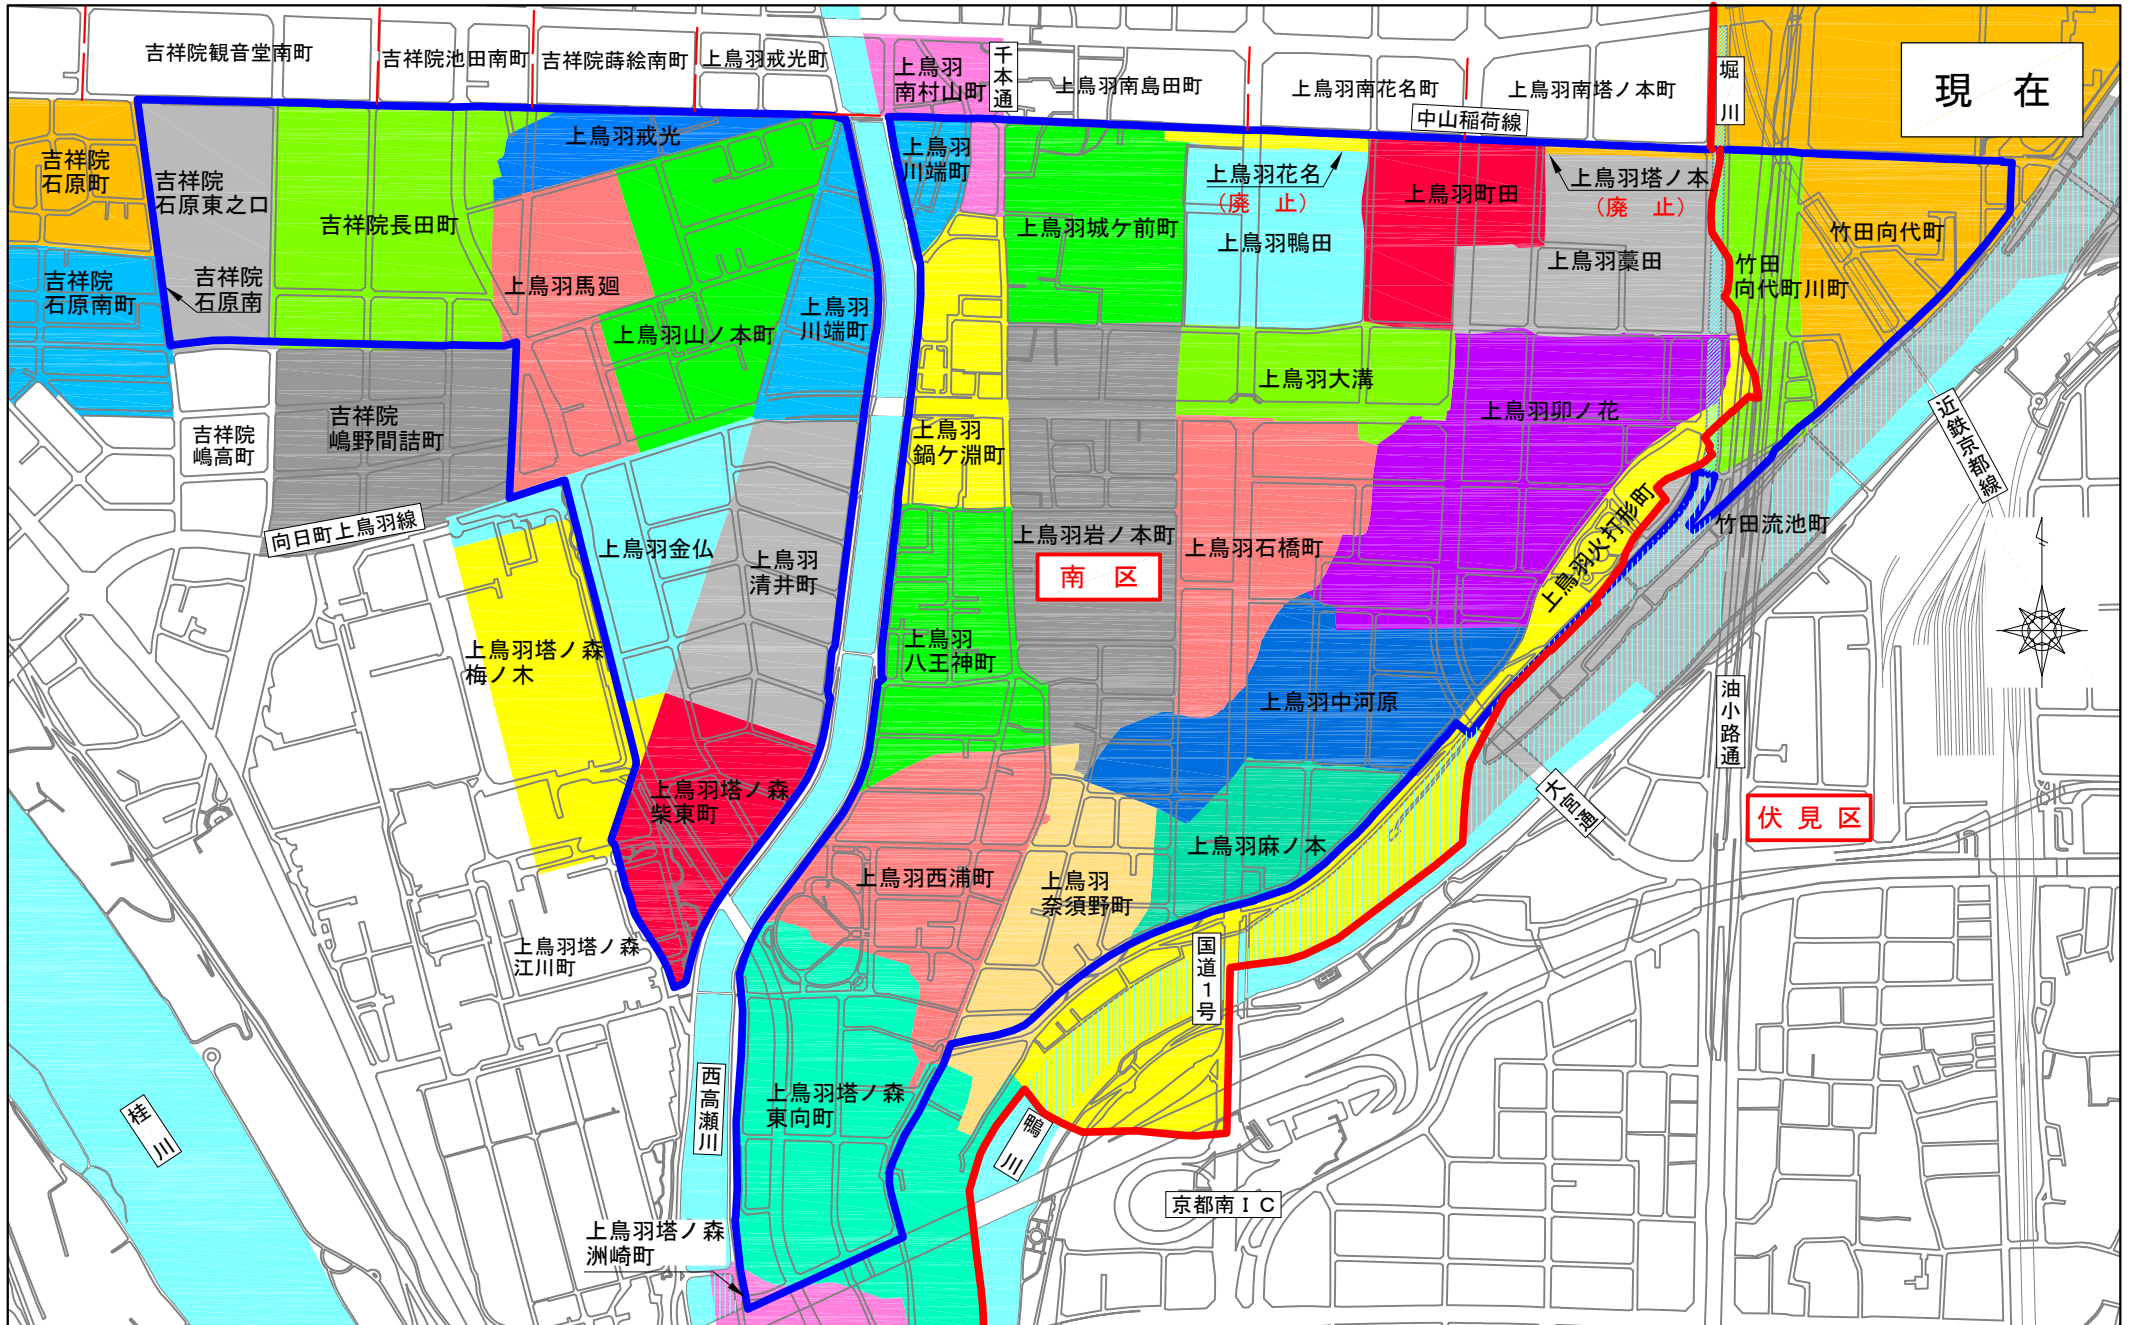 現 在
吉祥院観音堂南町
吉祥院池田南町
吉祥院蒔絵南町
上鳥羽戒光町
上鳥羽
南村山町
千本通
上鳥羽南島田町
上鳥羽南花名町
上鳥羽南塔ノ本町
堀川
中山稲荷線
吉祥院
石原町
吉祥院
石原東之口
吉祥院長田町
上鳥羽戒光
上鳥羽
川端町
上鳥羽城ケ前町
上鳥羽花名
(廃 止)
上鳥羽鴨田
上鳥羽町田
上鳥羽塔ノ本
(廃 止)
上鳥羽藁田
竹田
向代町川町
竹田向代町
吉祥院
石原南町
吉祥院
石原南
上鳥羽馬廻
上鳥羽山ノ本町
上鳥羽
川端町
上鳥羽大溝
上鳥羽卯ノ花
近鉄京都線
吉祥院
嶋高町
吉祥院
嶋野間詰町
上鳥羽
鍋ケ淵町
向日町上鳥羽線
上鳥羽金仏
上鳥羽
清井町
上鳥羽岩ノ本町
南 区
上鳥羽石橋町
上鳥羽火打形町
竹田流池町
上鳥羽塔ノ森
梅ノ木
上鳥羽
八王神町
上鳥羽中河原
油小路通
上鳥羽塔ノ森
柴東町
大宮通
伏 見 区
上鳥羽西浦町
上鳥羽
奈須野町
上鳥羽麻ノ本
上鳥羽塔ノ森
江川町
国道1号
西高瀬川
上鳥羽塔ノ森
東向町
桂川
鴨川
京都南IC
上鳥羽塔ノ森
洲崎町